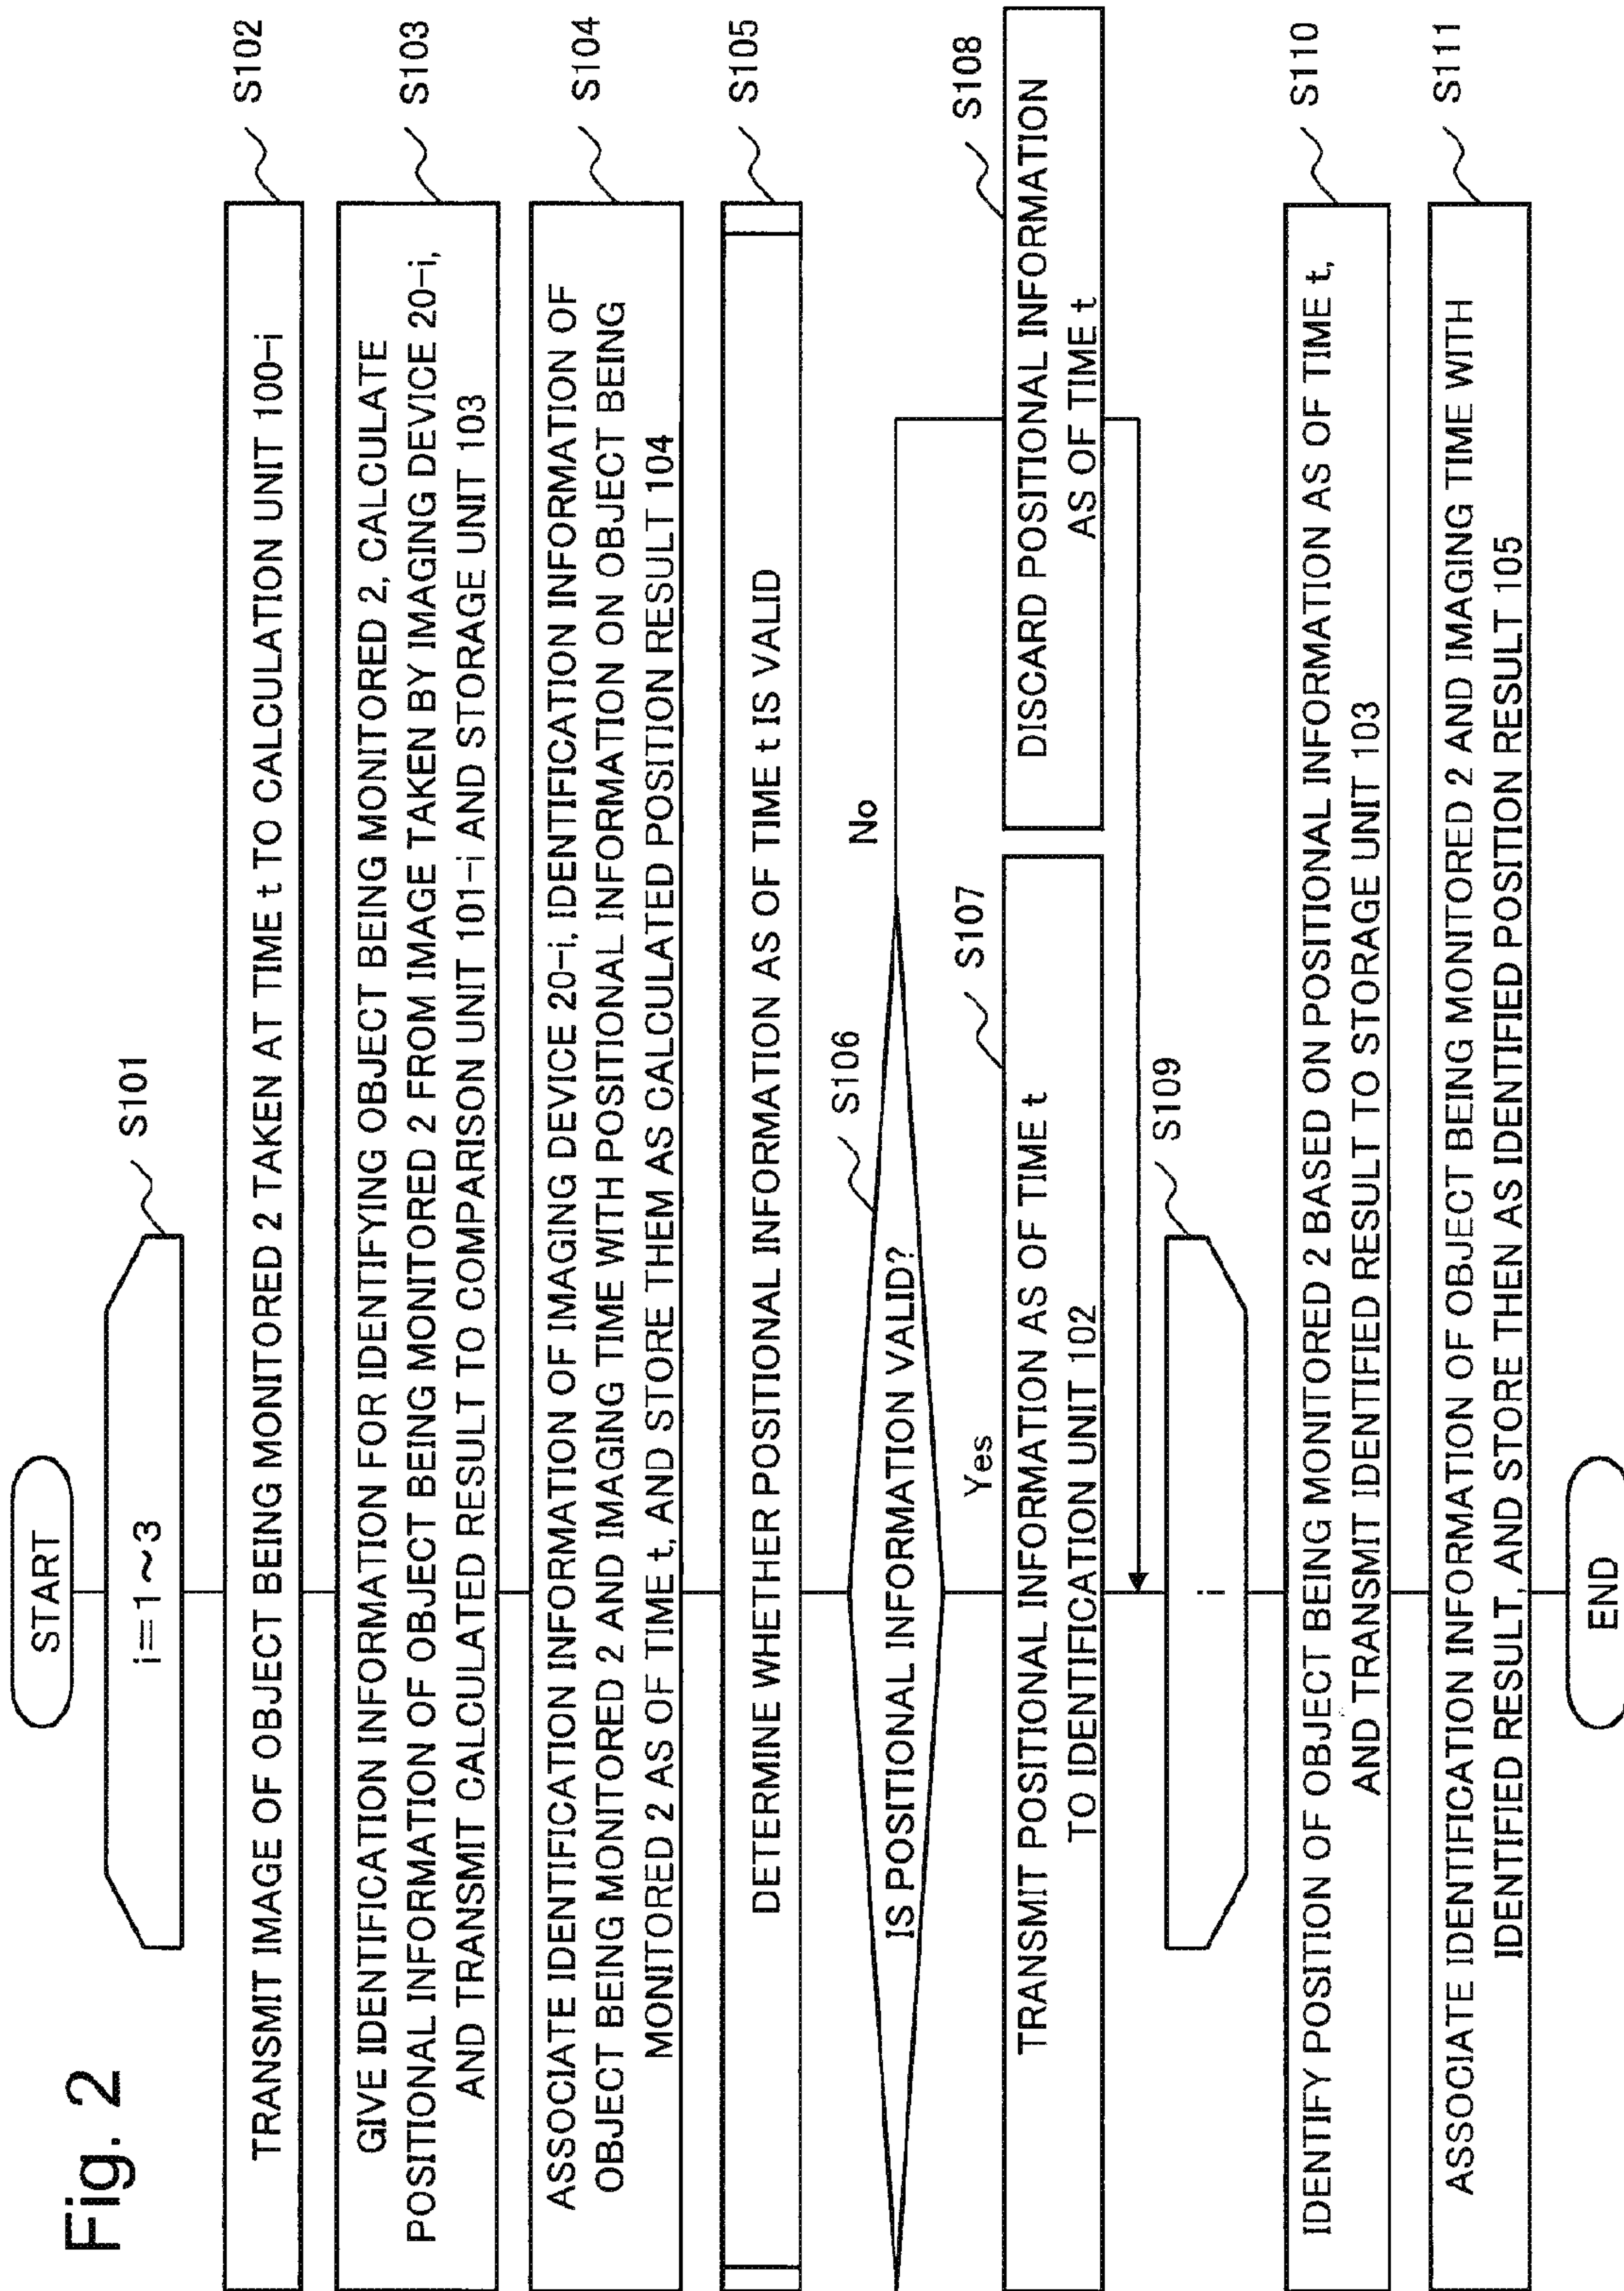 Fig. 2
START
i=1~3
S101
TRANSMIT IMAGE OF OBJECT BEING MONITORED 2 TAKEN AT TIME t TO CALCULATION UNIT 100-i
S102
GIVE IDENTIFICATION INFORMATION FOR IDENTIFYING OBJECT BEING MONITORED 2, CALCULATE
POSITIONAL INFORMATION OF OBJECT BEING MONITORED 2 FROM IMAGE TAKEN BY IMAGING DEVICE 20-i,
AND TRANSMIT CALCULATED RESULT TO COMPARISON UNIT 101-i AND STORAGE UNIT 103
S103
ASSOCIATE IDENTIFICATION INFORMATION OF IMAGING DEVICE 20-i, IDENTIFICATION INFORMATION OF
OBJECT BEING MONITORED 2 AND IMAGING TIME WITH POSITIONAL INFORMATION ON OBJECT BEING
MONITORED 2 AS OF TIME t, AND STORE THEM AS CALCULATED POSITION RESULT 104
S104
DETERMINE WHETHER POSITIONAL INFORMATION AS OF TIME t IS VALID
S105
IS POSITIONAL INFORMATION VALID?
S106
No
Yes
TRANSMIT POSITIONAL INFORMATION AS OF TIME t
TO IDENTIFICATION UNIT 102
S107
DISCARD POSITIONAL INFORMATION
AS OF TIME t
S108
i
S109
IDENTIFY POSITION OF OBJECT BEING MONITORED 2 BASED ON POSITIONAL INFORMATION AS OF TIME t,
AND TRANSMIT IDENTIFIED RESULT TO STORAGE UNIT 103
S110
ASSOCIATE IDENTIFICATION INFORMATION OF OBJECT BEING MONITORED 2 AND IMAGING TIME WITH
IDENTIFIED RESULT, AND STORE THEN AS IDENTIFIED POSITION RESULT 105
S111
END